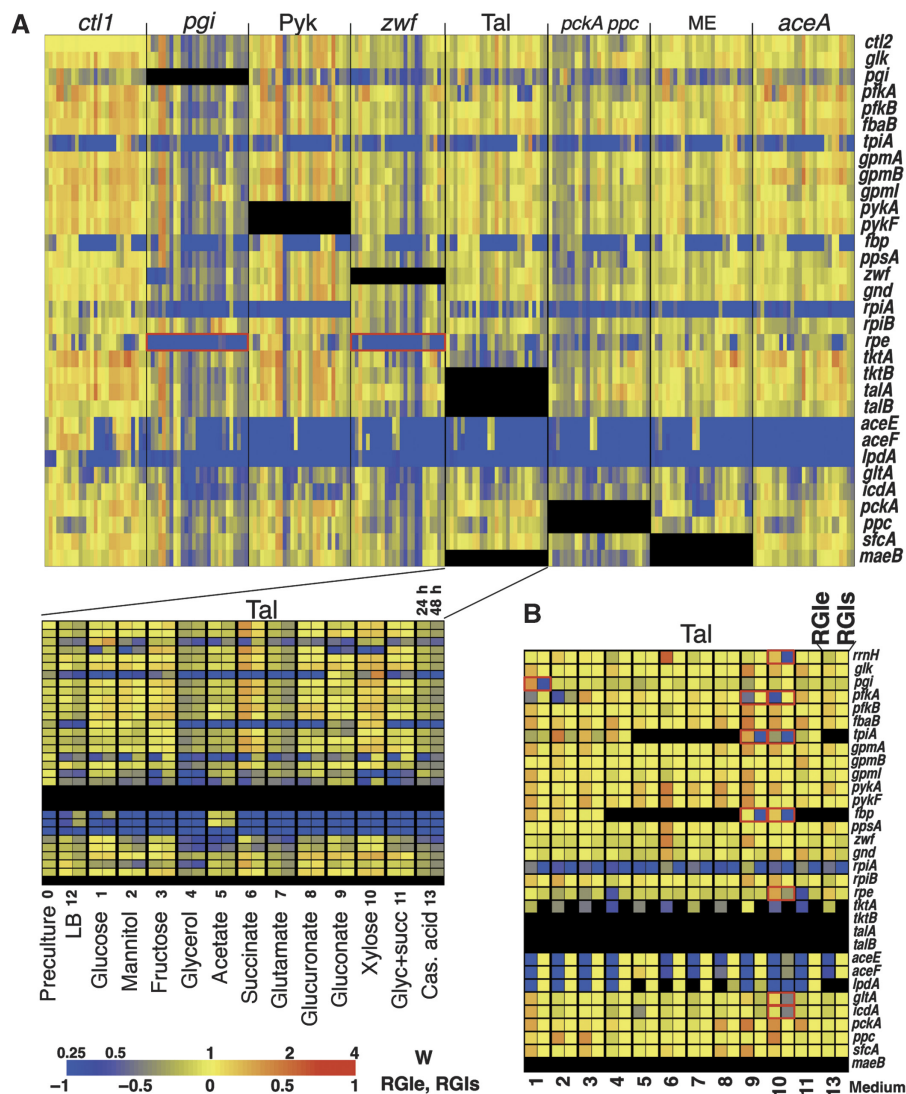 A
ctl1 pgi Pyk zwf Tal pckA ppc ME aceA
ctl2
glk
pgi
pfkA
pfkB
fbaB
tpiA
gpmA
gpmB
gpmI
pykA
pykF
fbp
ppsA
zwf
gnd
rpiA
rpiB
rpe
tktA
tktB
talA
talB
aceE
aceF
lpdA
gltA
icdA
pckA
ppc
sfcA
maeB
Tal
24 h
48 h
Preculture 0
LB 12
Glucose 1
Mannitol 2
Fructose 3
Glycerol 4
Acetate 5
Succinate 6
Glutamate 7
Glucuronate 8
Gluconate 9
Xylose 10
Glyc+succ 11
Cas. acid 13
0.25 0.5 1 2 4 W
-1 -0.5 0 0.5 1 RGIe, RGIs
B
Tal
RGIe
RGIs
rrnH
glk
pgi
pfkA
pfkB
fbaB
tpiA
gpmA
gpmB
gpmI
pykA
pykF
fbp
ppsA
zwf
gnd
rpiA
rpiB
rpe
tktA
tktB
talA
talB
aceE
aceF
lpdA
gltA
icdA
pckA
ppc
sfcA
maeB
1 2 3 4 5 6 7 8 9 10 11 13 Medium